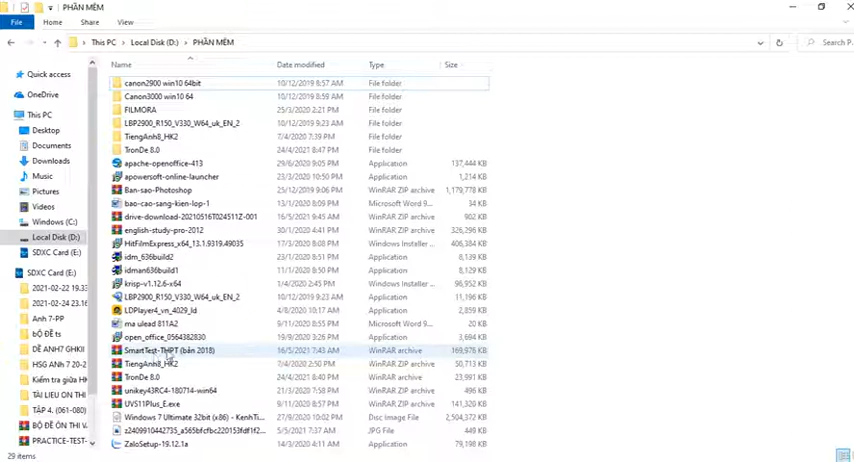 PHẦN MỀM
File Home Share View
This PC Local Disk (D:) PHẦN MỀM Search P...
Name Date modified Type Size
Quick access
OneDrive
This PC
Desktop
Documents
Downloads
Music
Pictures
Videos
Windows (C:)
Local Disk (D:)
SDXC Card (E:)
SDXC Card (E:)
2021-02-22 19.33
2021-02-24 23.16
Anh 7-PP
bỘ ĐỀ ts
DỀ ANH7 GHKII
HSG ANH 7 20-2
Kiểm tra giữa HK
TAI LIEU ON THI
TẬP 4. (061-080)
BỘ ĐỀ ÔN THI V
PRACTICE-TEST-
canon2900 win10 64bit 10/12/2019 8:57 AM File folder
Canon3000 win10 64 10/12/2019 8:59 AM File folder
FILMORA 25/3/2020 2:21 PM File folder
LBP2900_R150_V330_W64_uk_EN_2 10/12/2019 9:23 AM File folder
TiengAnh8_HK2 7/4/2020 7:39 PM File folder
TronDe 8.0 24/4/2021 8:47 PM File folder
apache-openoffice-413 29/6/2020 9:05 PM Application 137,444 KB
apowersoft-online-launcher 23/3/2020 10:50 PM Application 1,214 KB
Ban-sao-Photoshop 25/12/2019 9:06 PM WinRAR ZIP archive 1,179,778 KB
bao-cao-sang-kien-lop-1 13/1/2020 8:09 PM Microsoft Word 9... 34 KB
drive-download-20210516T024511Z-001 16/5/2021 9:45 AM WinRAR ZIP archive 902 KB
english-study-pro-2012 30/1/2020 4:41 PM WinRAR ZIP archive 326,296 KB
HitFilmExpress_x64_13.1.9319.49035 17/3/2020 8:08 PM Windows Installer ... 406,384 KB
idm_636build2 23/1/2020 8:51 PM Application 8,139 KB
idman636build1 11/1/2020 8:50 PM Application 8,129 KB
krisp-v1.12.6-x64 1/4/2020 2:45 PM Windows Installer ... 96,952 KB
LBP2900_R150_V330_W64_uk_EN_2 10/12/2019 9:23 AM Application 11,196 KB
LDPlayer4_vn_4029_ld 4/8/2020 10:17 AM Application 2,910 KB
ma ulead 811A2 9/11/2020 8:55 PM Microsoft Word 9... 20 KB
open_office_0564382830 19/9/2020 3:26 PM Application 3,694 KB
SmartTest-THPT (bản 2018) 16/5/2021 7:43 AM WinRAR archive 169,976 KB
TiengAnh8_HK2 7/4/2020 2:50 PM WinRAR archive 50,713 KB
TronDe 8.0 24/4/2021 8:40 PM WinRAR archive 23,991 KB
unikey43RC4-180714-win64 21/3/2020 7:58 PM WinRAR ZIP archive 496 KB
UVS11Plus_E.exe 9/11/2020 8:57 PM WinRAR ZIP archive 141,320 KB
Windows 7 Ultimate 32bit (x86) - KenhTi... 27/9/2020 10:02 PM Disc Image File 2,504,372 KB
5/5/2021 7:37 AM JPG File 449 KB
ZaloSetup-19.12.1a 14/3/2020 4:11 AM Application 79,198 KB
29 items